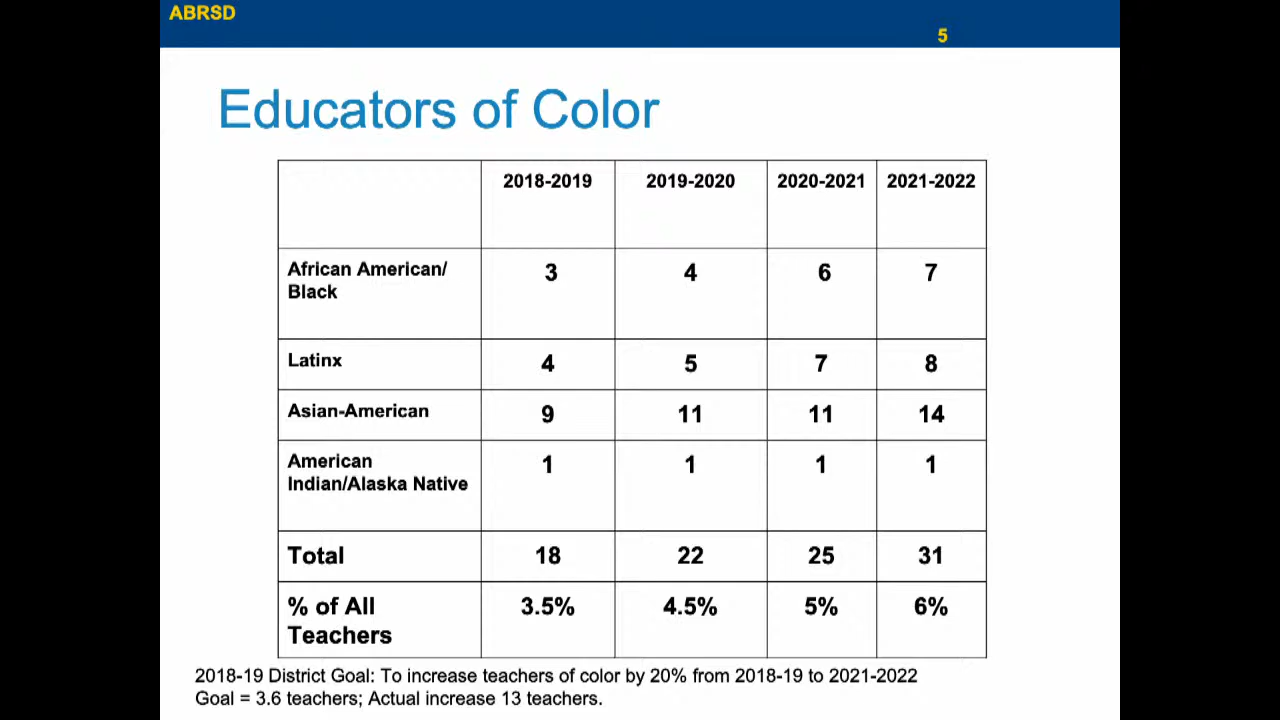 ABRSD
5
Educators of Color
2018-2019 2019-2020 2020-2021 2021-2022
African American/
Black 3 4 6 7
Latinx 4 5 7 8
Asian-American 9 11 11 14
American
Indian/Alaska Native 1 1 1 1
Total 18 22 25 31
% of All
Teachers 3.5% 4.5% 5% 6%
2018-19 District Goal: To increase teachers of color by 20% from 2018-19 to 2021-2022
Goal = 3.6 teachers; Actual increase 13 teachers.